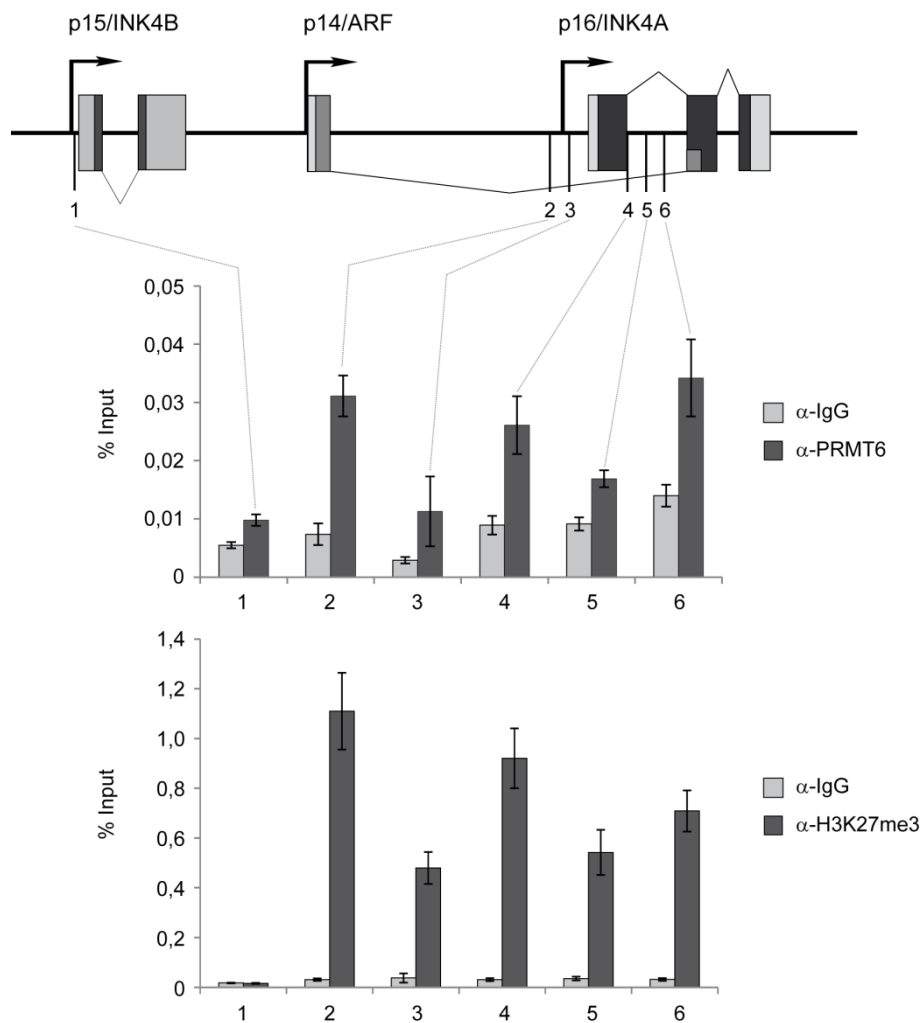 p15/INK4B p14/ARF p16/INK4A
1 2 3 4 5 6
0,05
0,04
0,03
0,02
0,01
0
% Input
α-IgG
α-PRMT6
1 2 3 4 5 6
1,4
1,2
1,0
0,8
0,6
0,4
0,2
0
% Input
α-IgG
α-H3K27me3
1 2 3 4 5 6